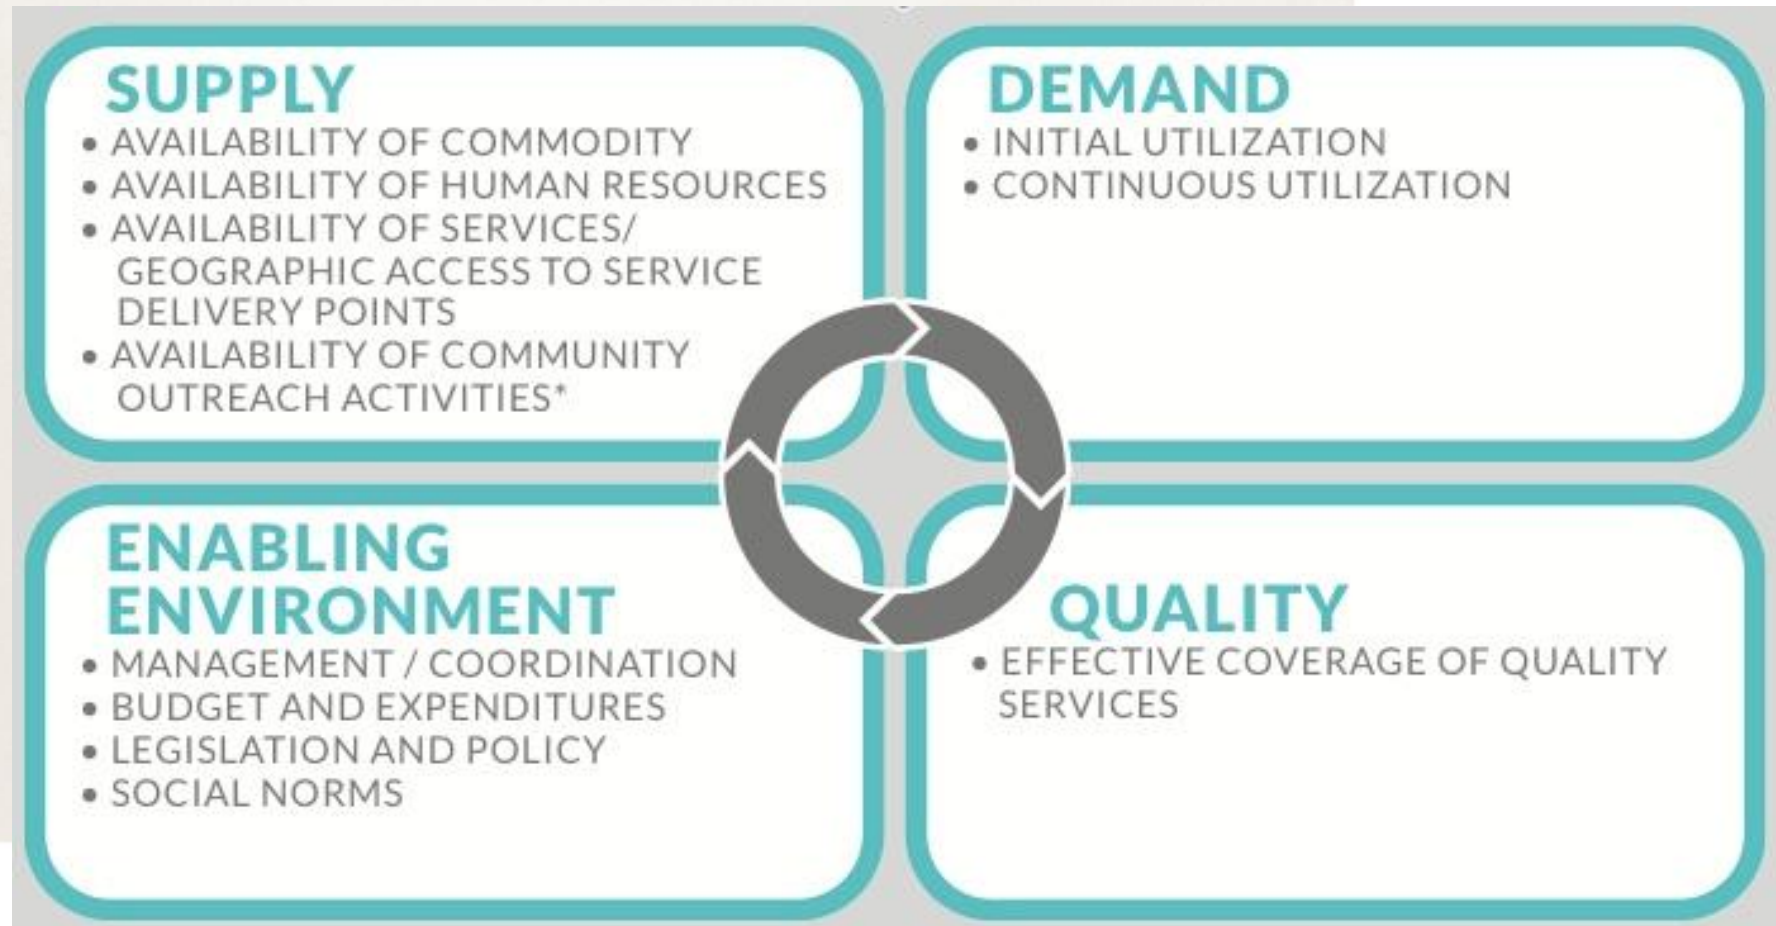 SUPPLY
• AVAILABILITY OF COMMODITY
• AVAILABILITY OF HUMAN RESOURCES
• AVAILABILITY OF SERVICES/
GEOGRAPHIC ACCESS TO SERVICE
DELIVERY POINTS
• AVAILABILITY OF COMMUNITY
OUTREACH ACTIVITIES*
DEMAND
• INITIAL UTILIZATION
• CONTINUOUS UTILIZATION
ENABLING
ENVIRONMENT
• MANAGEMENT / COORDINATION
• BUDGET AND EXPENDITURES
• LEGISLATION AND POLICY
• SOCIAL NORMS
QUALITY
• EFFECTIVE COVERAGE OF QUALITY
SERVICES